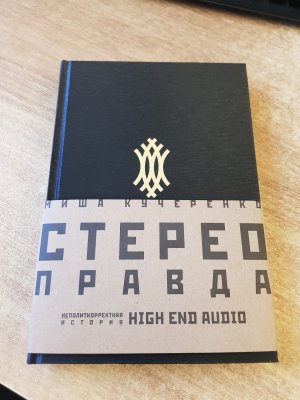 МИША КУЧЕРЕНКО
СТЕРЕО
ПРАВДА
НЕПОЛИТКОРРЕКТНАЯ
ИСТОРИЯ HIGH END AUDIO